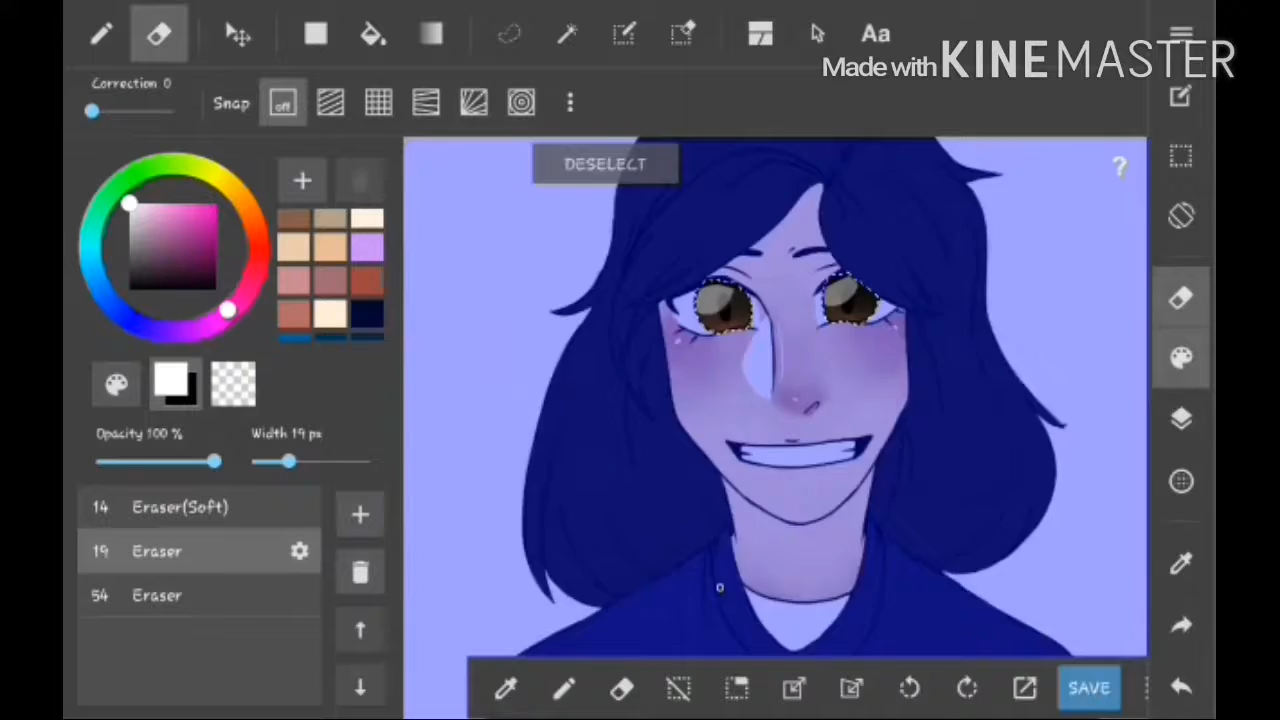 Aa
Made with KINEMASTER
Correction 0
Snap
off
DESELECT
?
Opacity 100 %
Width 19 px
14 Eraser(Soft)
19 Eraser
54 Eraser
SAVE